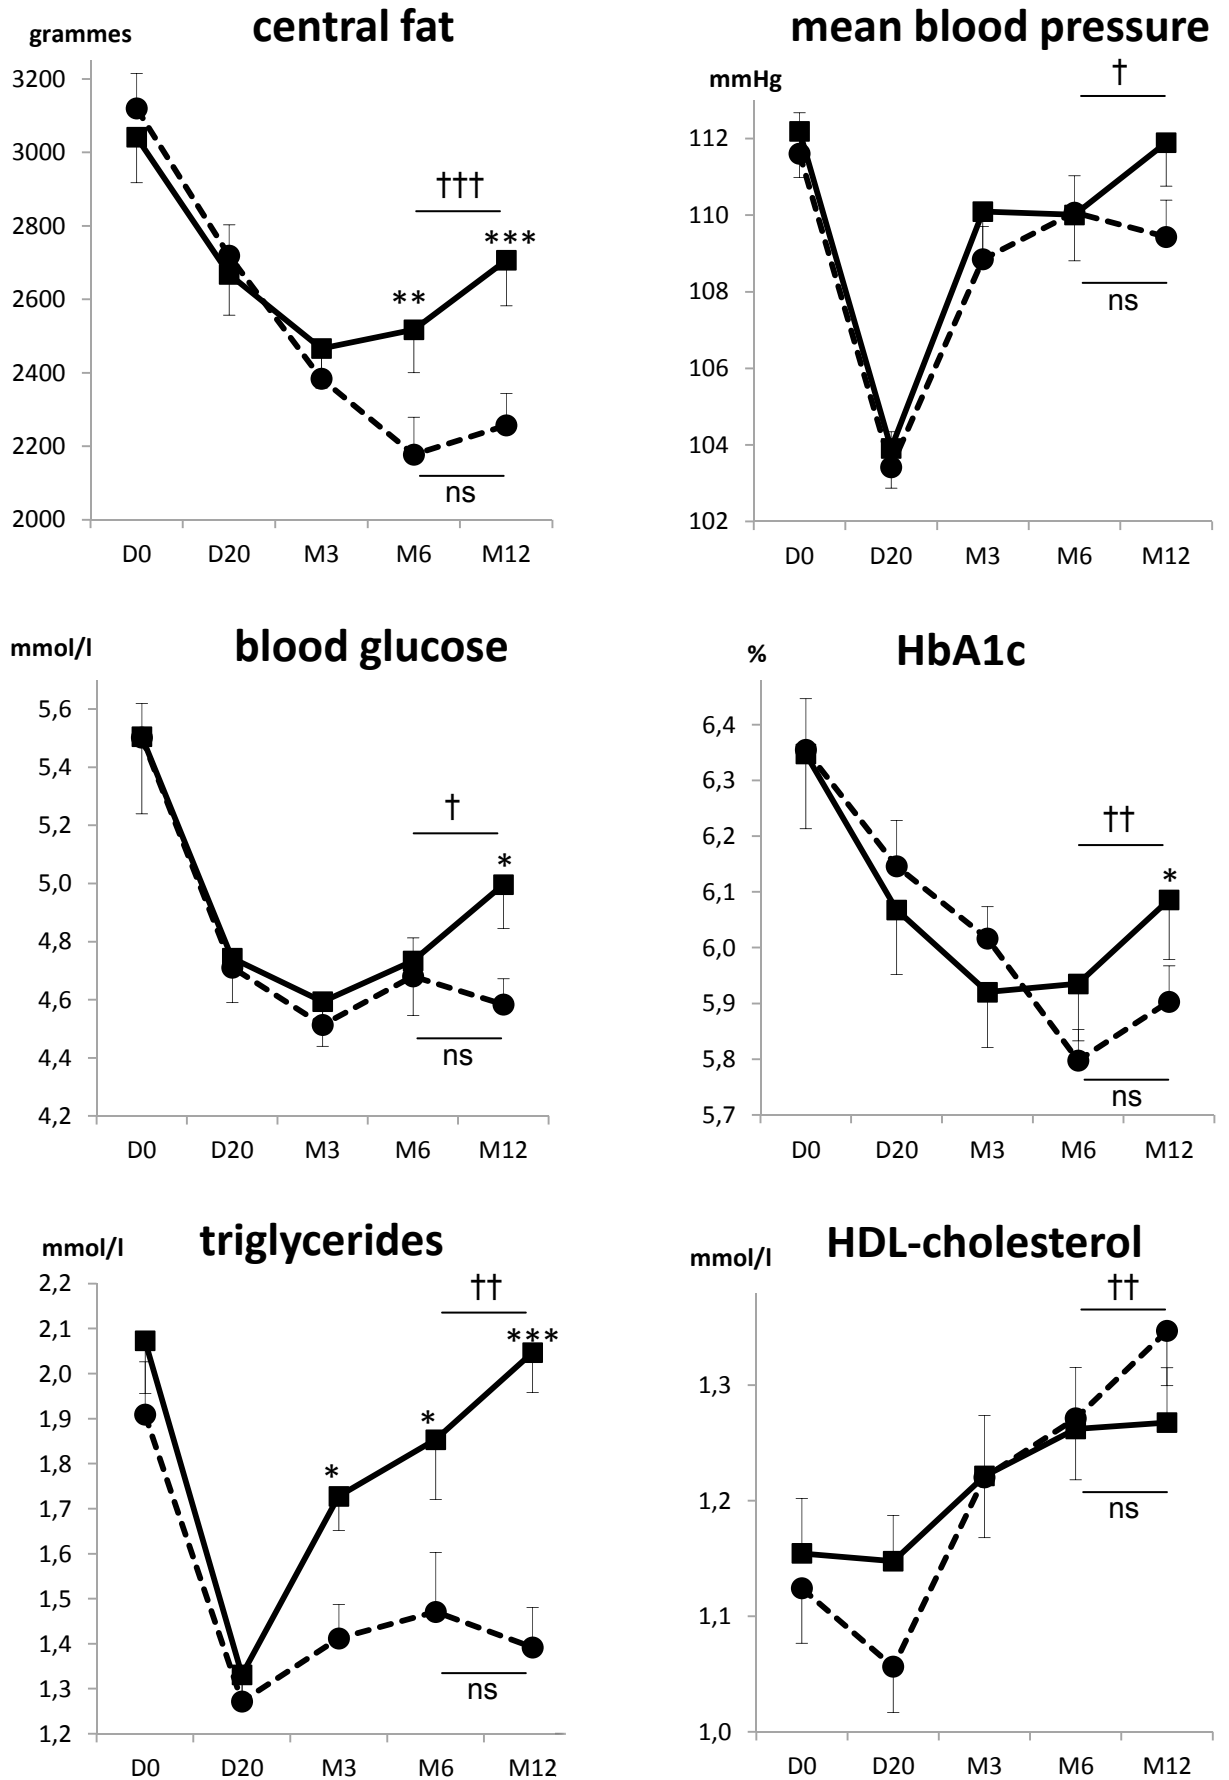 central fat
grammes
3200
3000
2800
2600
2400
2200
2000
†††
***
**
ns
D0 D20 M3 M6 M12
mean blood pressure
mmHg
112
110
108
106
104
102
†
ns
D0 D20 M3 M6 M12
blood glucose
mmol/l
5,6
5,4
5,2
5,0
4,8
4,6
4,4
4,2
†
*
ns
D0 D20 M3 M6 M12
HbA1c
%
6,4
6,3
6,2
6,1
6,0
5,9
5,8
5,7
††
*
ns
D0 D20 M3 M6 M12
triglycerides
mmol/l
2,2
2,1
2,0
1,9
1,8
1,7
1,6
1,5
1,4
1,3
1,2
††
***
*
*
ns
D0 D20 M3 M6 M12
HDL-cholesterol
mmol/l
1,3
1,2
1,1
1,0
††
ns
D0 D20 M3 M6 M12